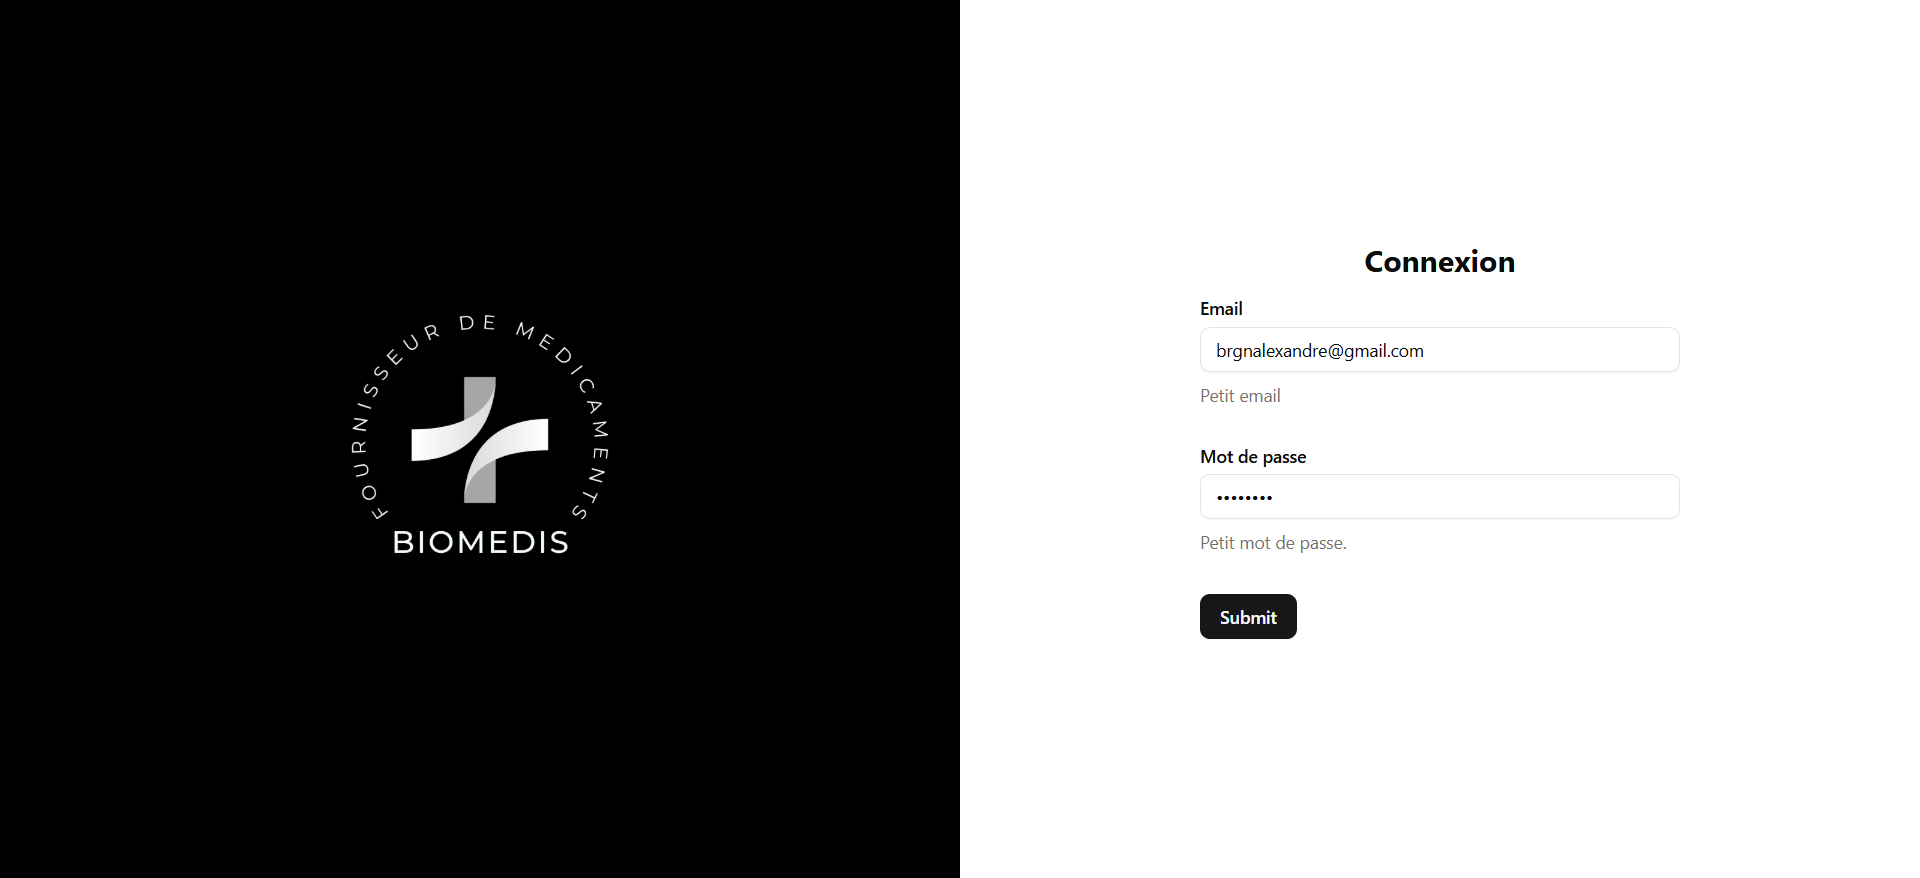 FOURNISSEUR DE MEDICAMENTS
BIOMEDIS
Connexion
Email
brgnalexandre@gmail.com
Petit email
Mot de passe
••••••••
Petit mot de passe.
Submit